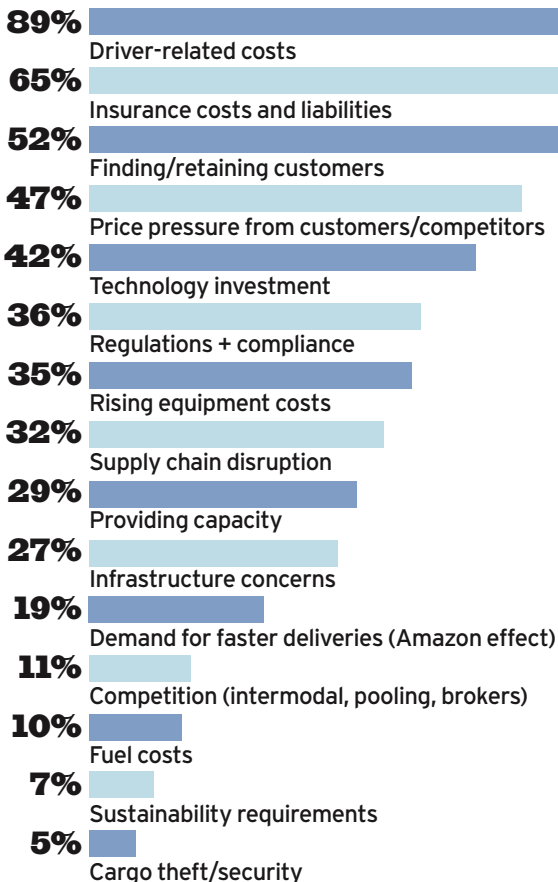 89%
Driver-related costs
65%
Insurance costs and liabilities
52%
Finding/retaining customers
47%
Price pressure from customers/competitors
42%
Technology investment
36%
Regulations + compliance
35%
Rising equipment costs
32%
Supply chain disruption
29%
Providing capacity
27%
Infrastructure concerns
19%
Demand for faster deliveries (Amazon effect)
11%
Competition (intermodal, pooling, brokers)
10%
Fuel costs
7%
Sustainability requirements
5%
Cargo theft/security